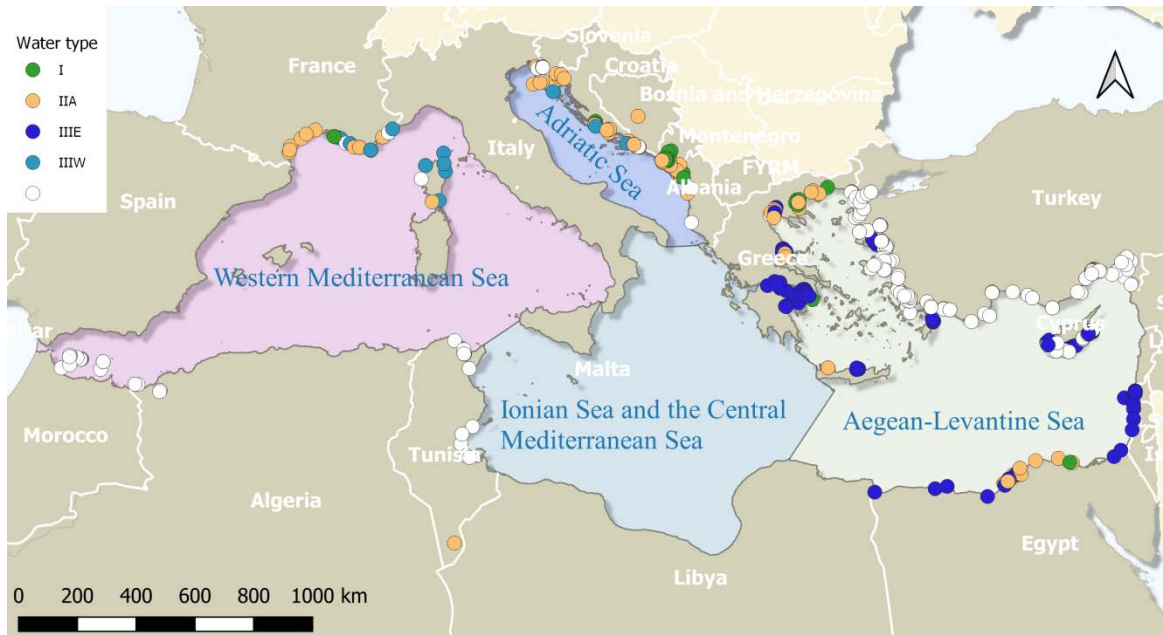 Water type
I
IIA
IIIE
IIIW
Slovenia
France
Croatia
Bosnia and Herzegovina
Montenegro
Italy
Adriatic Sea
FYRM
Albania
Spain
Turkey
Greece
Western Mediterranean Sea
Cyprus
Malta
Ionian Sea and the Central
Mediterranean Sea
Aegean-Levantine Sea
Morocco
Tunisia
Algeria
Egypt
Libya
0 200 400 600 800 1000 km